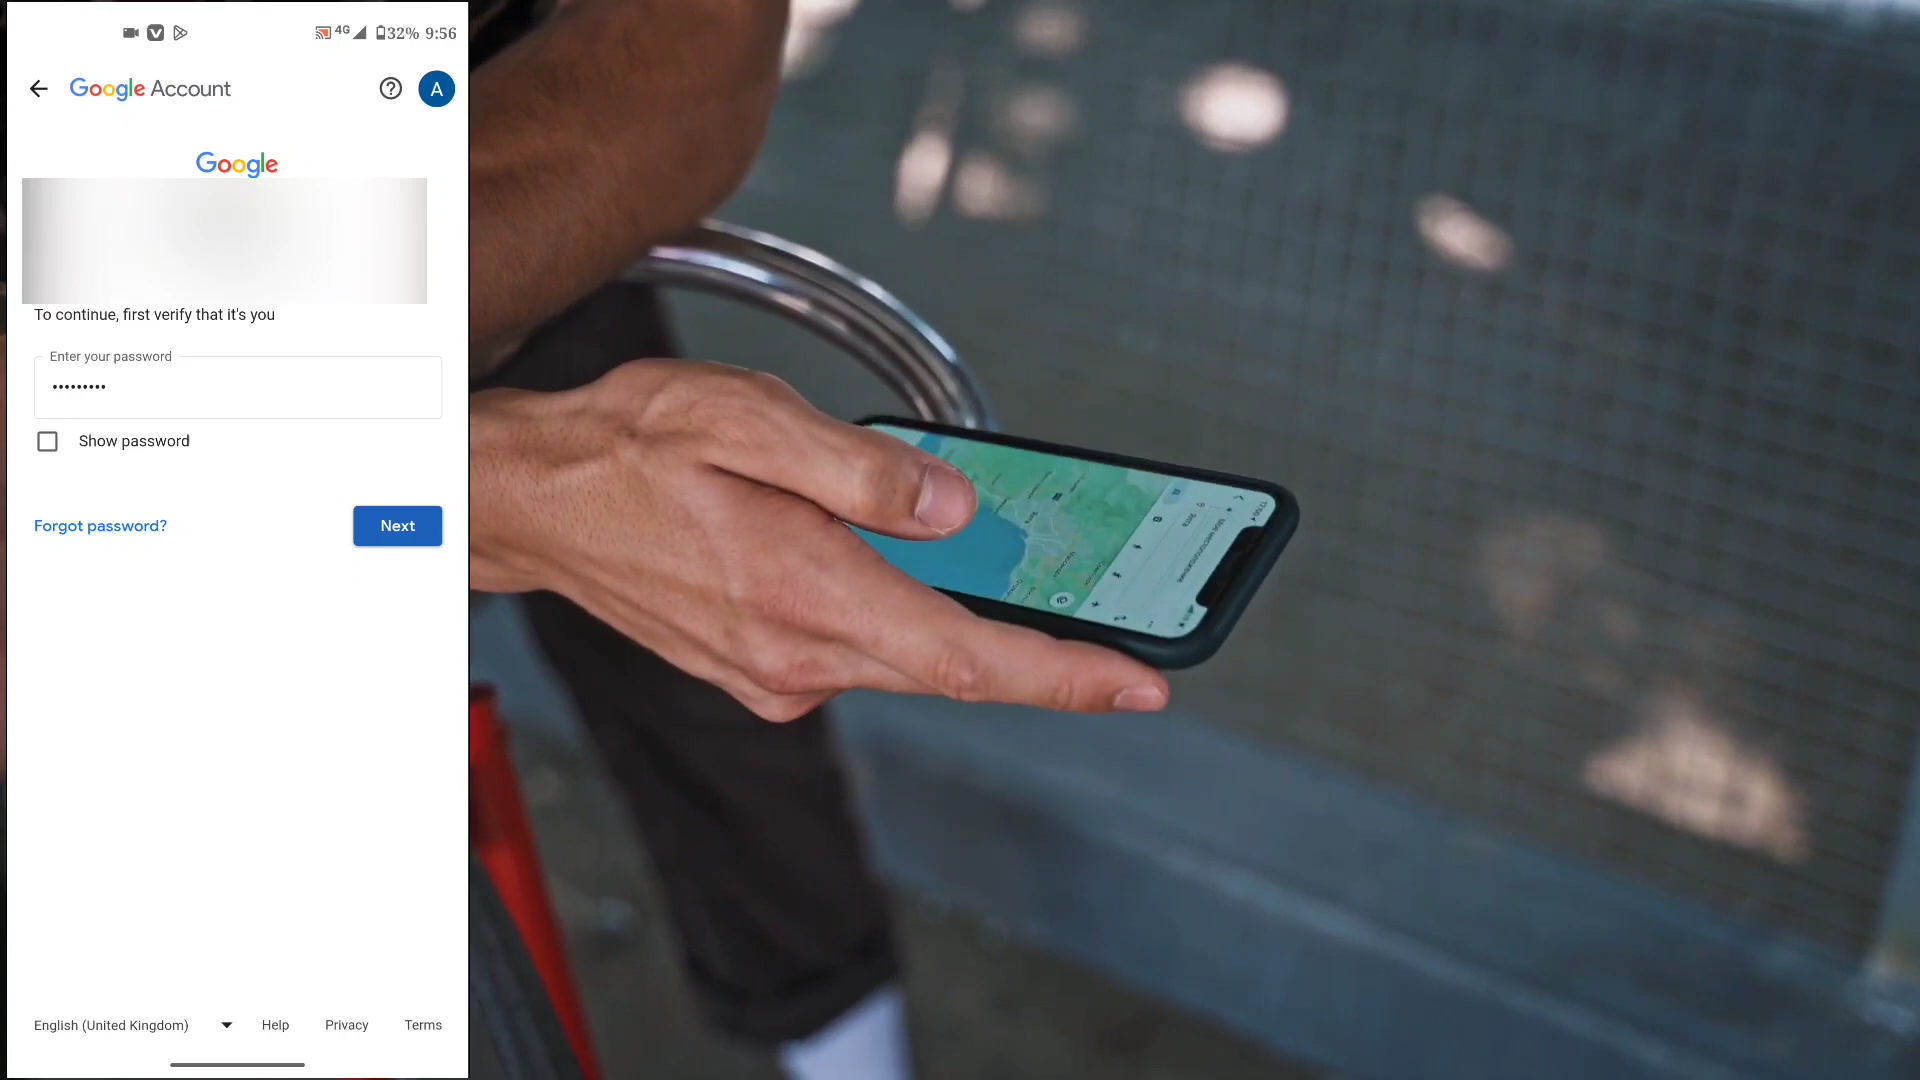 4G 32% 9:56
Google Account A
Google
To continue, first verify that it's you
Enter your password
•••••••••
Show password
Forgot password? Next
English (United Kingdom) Help Privacy Terms